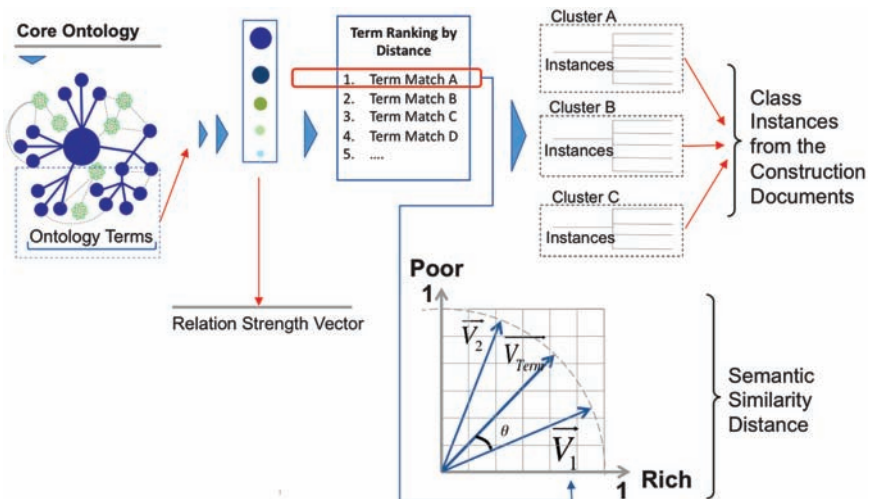 Core Ontology
Ontology Terms
Relation Strength Vector
Term Ranking by
Distance
1. Term Match A
2. Term Match B
3. Term Match C
4. Term Match D
5. ....
Cluster A
Instances
Cluster B
Instances
Cluster C
Instances
Class
Instances
from the
Construction
Documents
Poor
1
V2
VTerm
θ
V1
Rich
1
Semantic
Similarity
Distance